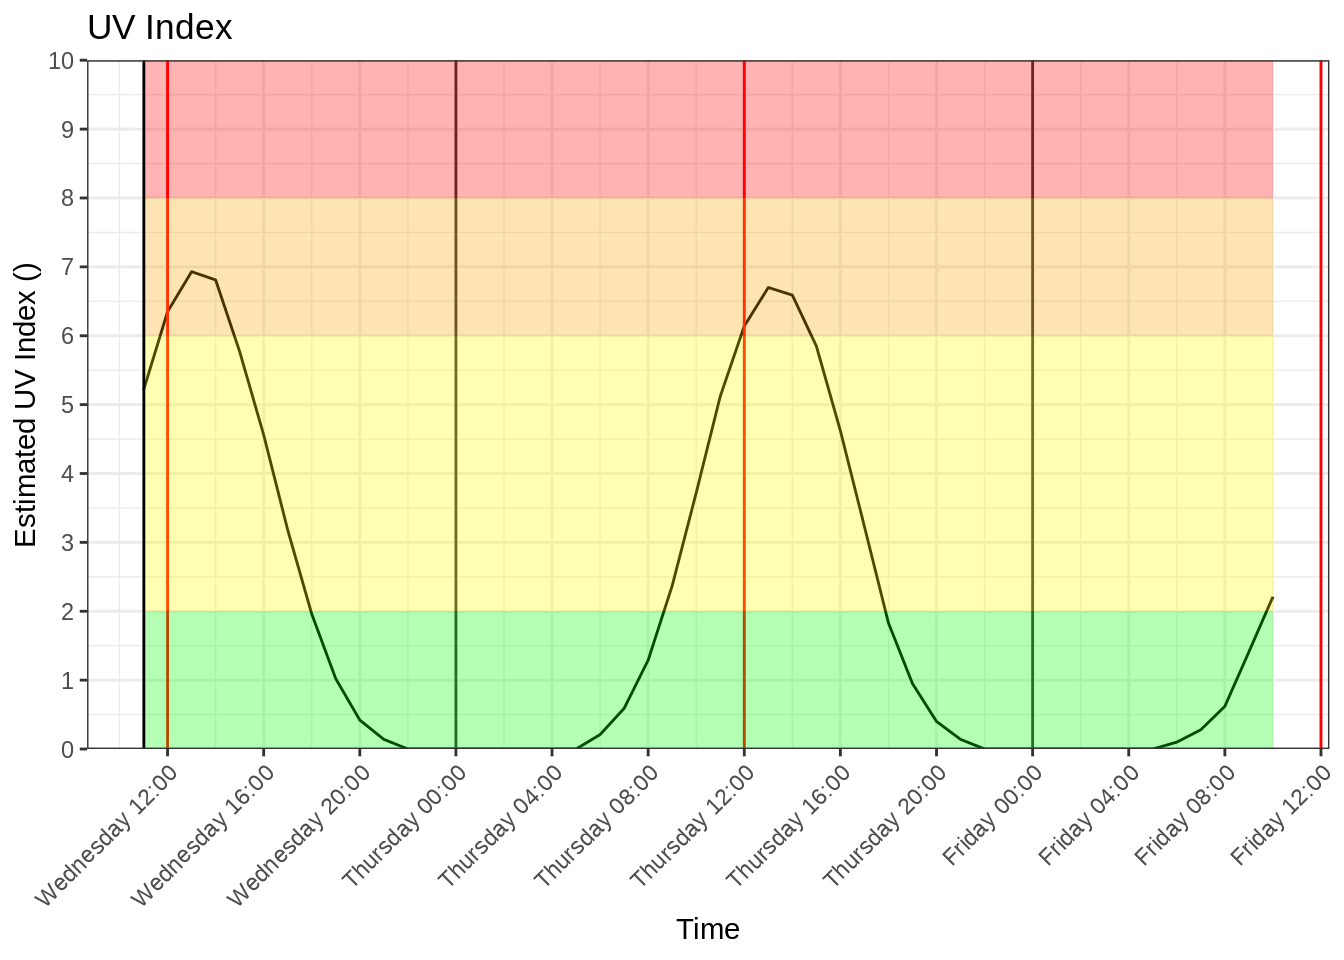 UV Index
Estimated UV Index ()
10
9
8
7
6
5
4
3
2
1
0
Wednesday 12:00
Wednesday 16:00
Wednesday 20:00
Thursday 00:00
Thursday 04:00
Thursday 08:00
Thursday 12:00
Thursday 16:00
Thursday 20:00
Friday 00:00
Friday 04:00
Friday 08:00
Friday 12:00
Time